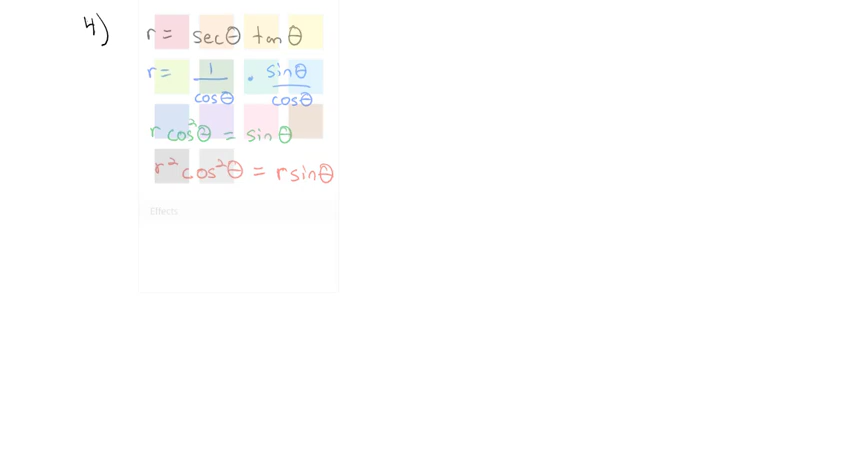 4) r = secθ tanθ
r = 1/cosθ · sinθ/cosθ
r cos²θ = sinθ
r² cos²θ = r sinθ
Effects